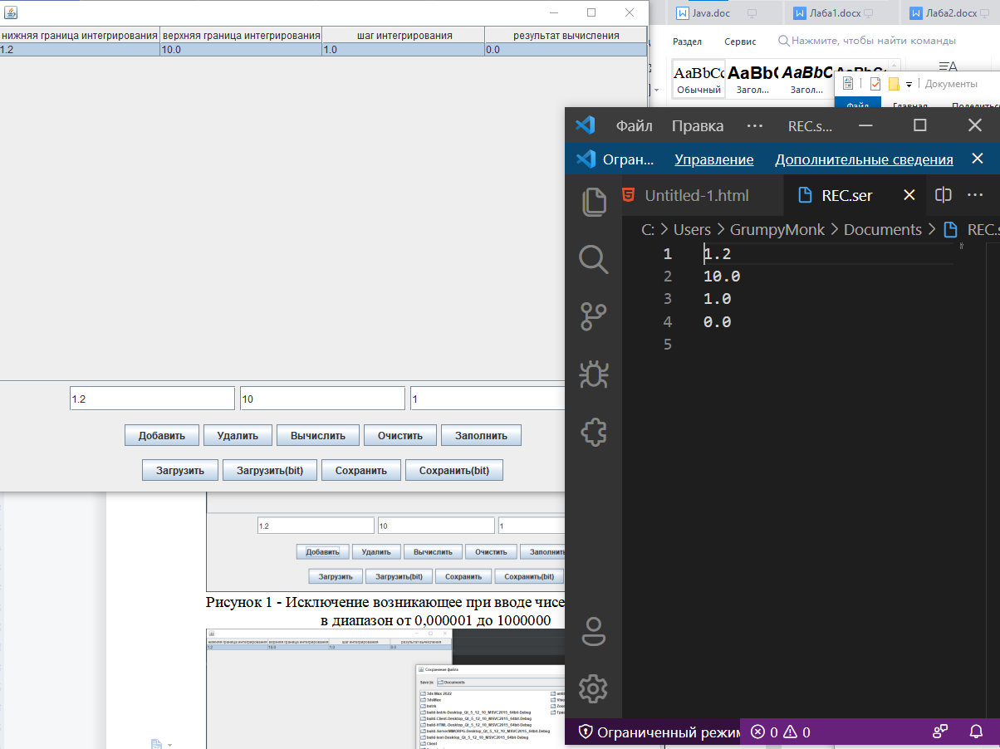 нижняя граница интегрирования верхняя граница интегрирования шаг интегрирования результат вычисления
1.2 10.0 1.0 0.0
1.2 10 1
Добавить Удалить Вычислить Очистить Заполнить
Загрузить Загрузить(bit) Сохранить Сохранить(bit)
Java.doc Лаба1.docx Лаба2.docx
Раздел Сервис Нажмите, чтобы найти команды
AaBbCc AaBb( AaBbC
Обычный Загол... Загол...
Документы
Файл Главная Поделитьс
Файл Правка ··· REC.s...
Огран... Управление Дополнительные сведения
Untitled-1.html REC.ser
C: > Users > GrumpyMonk > Documents > REC.s
1 1.2
2 10.0
3 1.0
4 0.0
5
Ограниченный режим 0 0
1.2 10 1
Добавить Удалить Вычислить Очистить Заполнить
Загрузить Загрузить(bit) Сохранить Сохранить(bit)
Рисунок 1 - Исключение возникающее при вводе чисе
в диапазон от 0,000001 до 1000000
нижняя граница интегрирования верхняя граница интегрирования шаг интегрирования результат вычисления
1.2 10.0 1.0 0.0
Сохранение файла
Save In: Documents
3ds Max 2022
3dsMax
bntrk
build-bntrk-Desktop_Qt_5_12_10_MSVC2015_64bit-Debug
build-Client-Desktop_Qt_5_12_10_MSVC2015_64bit-Debug
build-HTML-Desktop_Qt_5_12_10_MSVC2015_64bit-Debug
build-ServerMMORPG-Desktop_Qt_5_12_10_MSVC2015_64bit-Debug
build-test-Desktop_Qt_5_12_10_MSVC2015_64bit-Debug
Client